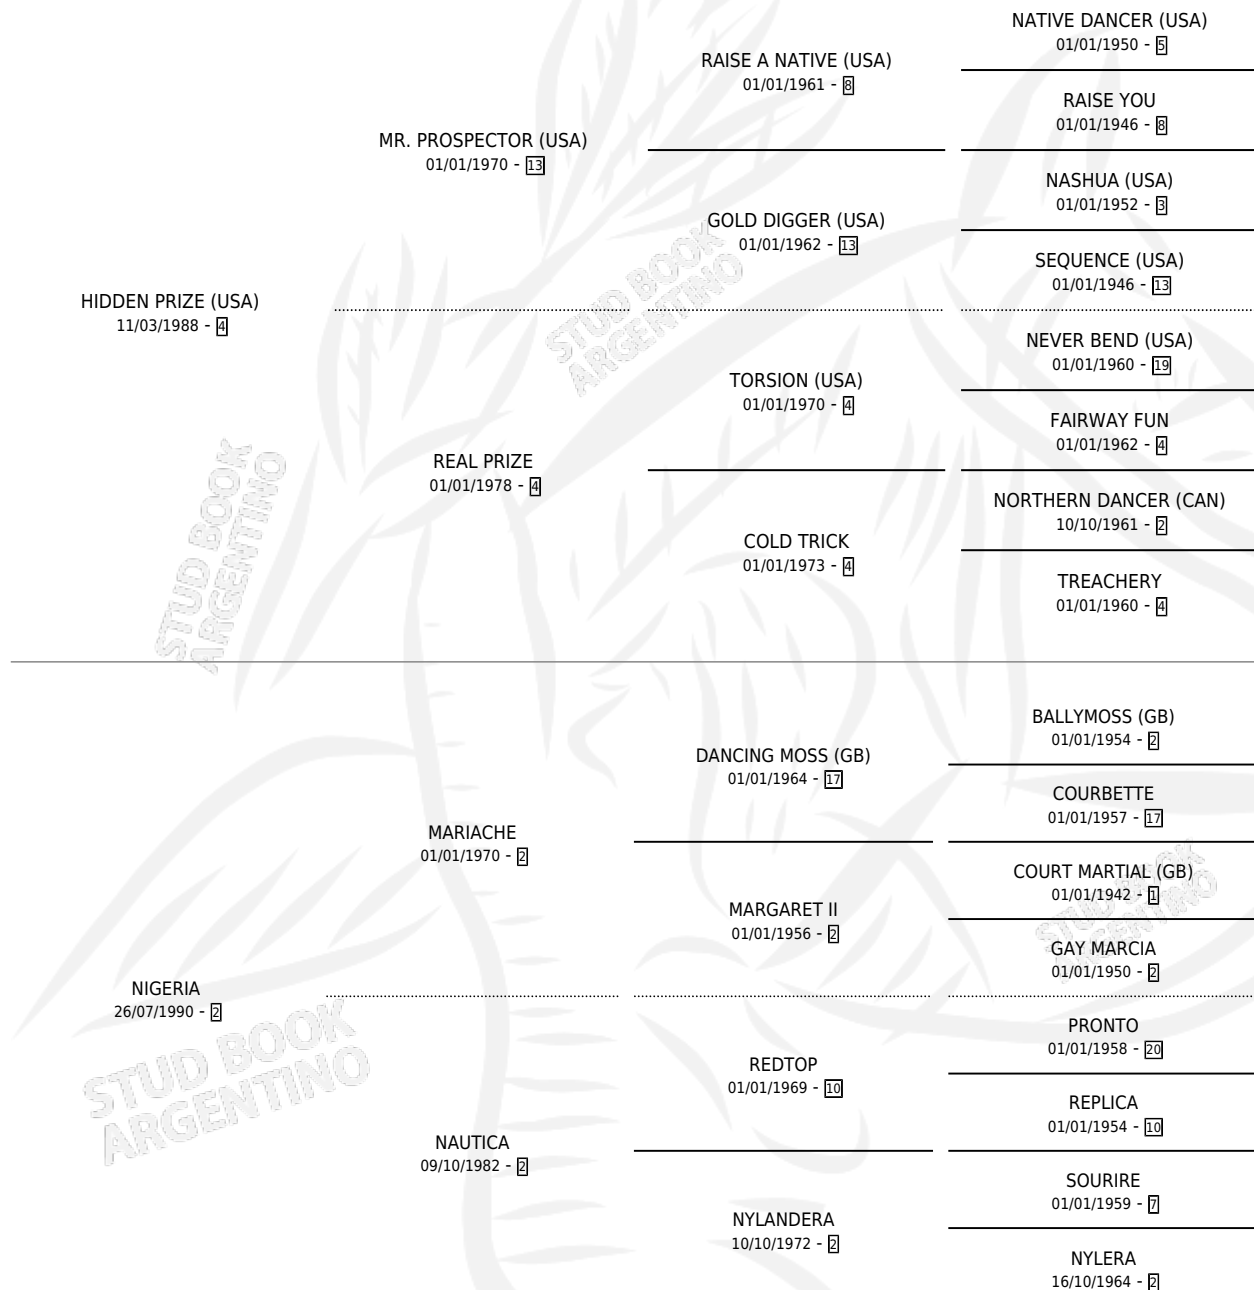 NATIVE DANCER (USA)
01/01/1950 - 5
RAISE A NATIVE (USA)
01/01/1961 - 8
RAISE YOU
01/01/1946 - 8
MR. PROSPECTOR (USA)
01/01/1970 - 13
NASHUA (USA)
01/01/1952 - 3
GOLD DIGGER (USA)
01/01/1962 - 13
SEQUENCE (USA)
01/01/1946 - 13
HIDDEN PRIZE (USA)
11/03/1988 - 4
NEVER BEND (USA)
01/01/1960 - 19
TORSION (USA)
01/01/1970 - 4
FAIRWAY FUN
01/01/1962 - 4
REAL PRIZE
01/01/1978 - 4
NORTHERN DANCER (CAN)
10/10/1961 - 2
COLD TRICK
01/01/1973 - 4
TREACHERY
01/01/1960 - 4
BALLYMOSS (GB)
01/01/1954 - 2
DANCING MOSS (GB)
01/01/1964 - 17
COURBETTE
01/01/1957 - 17
MARIACHE
01/01/1970 - 2
COURT MARTIAL (GB)
01/01/1942 - 1
MARGARET II
01/01/1956 - 2
GAY MARCIA
01/01/1950 - 2
NIGERIA
26/07/1990 - 2
PRONTO
01/01/1958 - 20
REDTOP
01/01/1969 - 10
REPLICA
01/01/1954 - 10
NAUTICA
09/10/1982 - 2
SOURIRE
01/01/1959 - 7
NYLANDERA
10/10/1972 - 2
NYLERA
16/10/1964 - 2
STUD BOOK
ARGENTINO
STUD BOOK
ARGENTINO
STUD BOOK
ARGENTINO
STUD BOOK
ARGENTINO